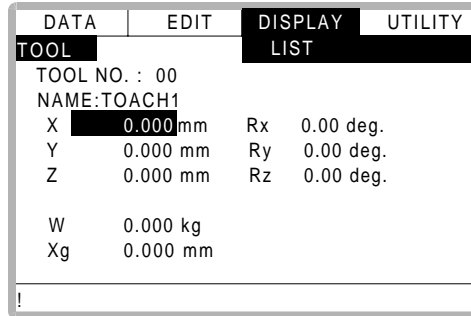 DATA EDIT DISPLAY UTILITY
TOOL LIST
TOOL NO. : 00
NAME:TOACH1
X 0.000 mm Rx 0.00 deg.
Y 0.000 mm Ry 0.00 deg.
Z 0.000 mm Rz 0.00 deg.
W 0.000 kg
Xg 0.000 mm
!